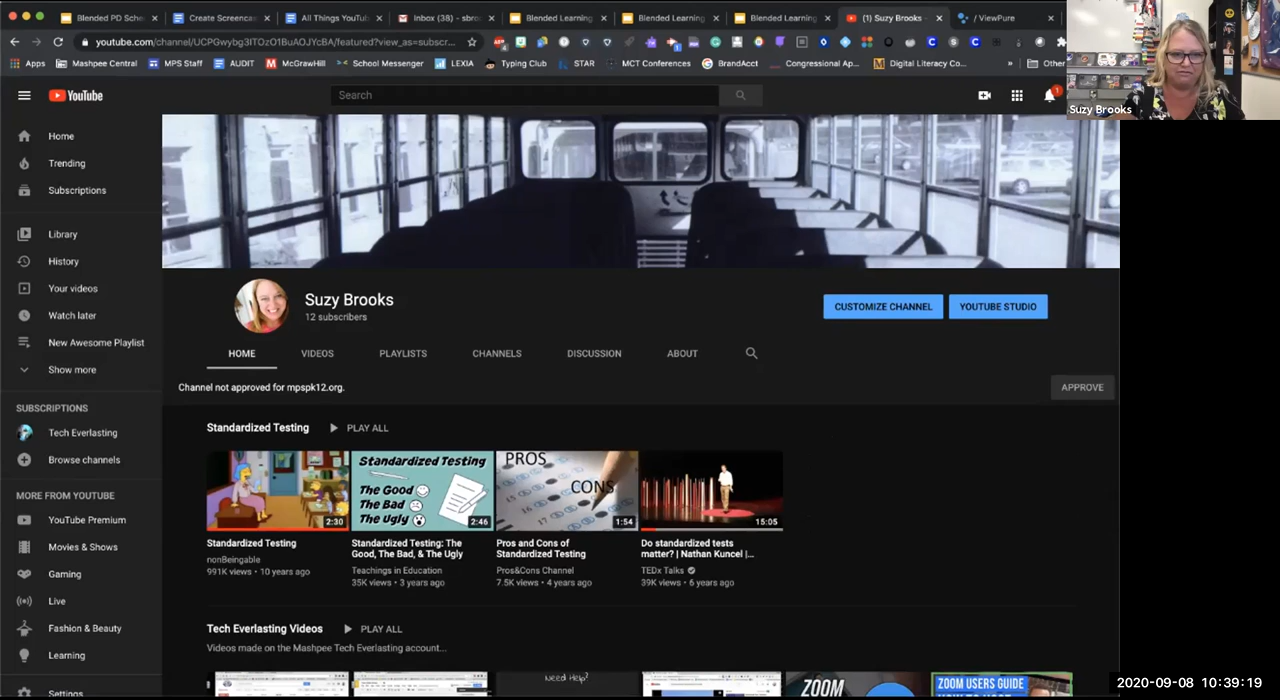 Blended PD Sche
Create Screencas
All Things YouTub
Inbox (38) - sbro
Blended Learning
Blended Learning
Blended Learning
(1) Suzy Brooks -
/ ViewPure
youtube.com/channel/UCPGwybg3ITOzO1BuAOJYcBA/featured?view_as=subscr...
Apps
Mashpee Central
MPS Staff
AUDIT
McGrawHill
School Messenger
LEXIA
Typing Club
STAR
MCT Conferences
BrandAcct
Congressional Ap...
Digital Literacy Co...
»
Other
Suzy Brooks
YouTube
Search
1
Home
Trending
Subscriptions
Library
History
Your videos
Watch later
New Awesome Playlist
Show more
SUBSCRIPTIONS
Tech Everlasting
Browse channels
MORE FROM YOUTUBE
YouTube Premium
Movies & Shows
Gaming
Live
Fashion & Beauty
Learning
Settings
Suzy Brooks
12 subscribers
CUSTOMIZE CHANNEL
YOUTUBE STUDIO
HOME
VIDEOS
PLAYLISTS
CHANNELS
DISCUSSION
ABOUT
Channel not approved for mpspk12.org.
APPROVE
Standardized Testing
PLAY ALL
2:30
Standardized Testing
The Good
The Bad
The Ugly
2:46
PROS
CONS
1:54
15:05
Standardized Testing
nonBeingable
991K views • 10 years ago
Standardized Testing: The
Good, The Bad, & The Ugly
Teachings in Education
35K views • 3 years ago
Pros and Cons of
Standardized Testing
Pros&Cons Channel
7.5K views • 4 years ago
Do standardized tests
matter? | Nathan Kuncel |...
TEDx Talks
39K views • 6 years ago
Tech Everlasting Videos
PLAY ALL
Videos made on the Mashpee Tech Everlasting account...
Need Help?
ZOOM
ZOOM USERS GUIDE
2020-09-08 10:39:19